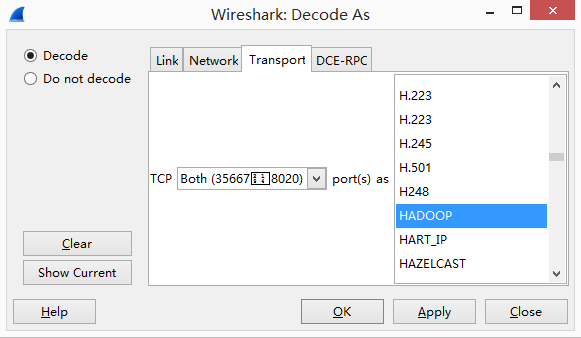 Wireshark: Decode As
Decode
Do not decode
Link Network Transport DCE-RPC
TCP Both (35667 8020) port(s) as
H.223
H.223
H.245
H.501
H248
HADOOP
HART_IP
HAZELCAST
Clear
Show Current
Help OK Apply Close